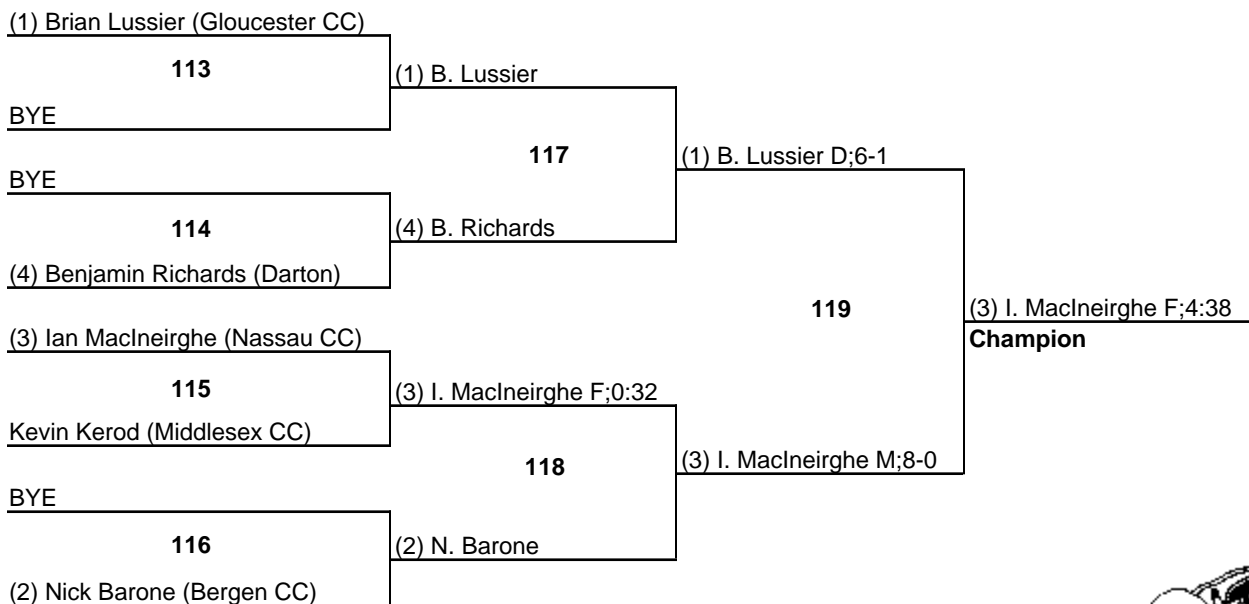 (1) Brian Lussier (Gloucester CC)
113
(1) B. Lussier
BYE
117
(1) B. Lussier D;6-1
BYE
114
(4) B. Richards
(4) Benjamin Richards (Darton)
119
(3) I. MacIneirghe F;4:38
Champion
(3) Ian MacIneirghe (Nassau CC)
115
(3) I. MacIneirghe F;0:32
Kevin Kerod (Middlesex CC)
118
(3) I. MacIneirghe M;8-0
BYE
116
(2) N. Barone
(2) Nick Barone (Bergen CC)